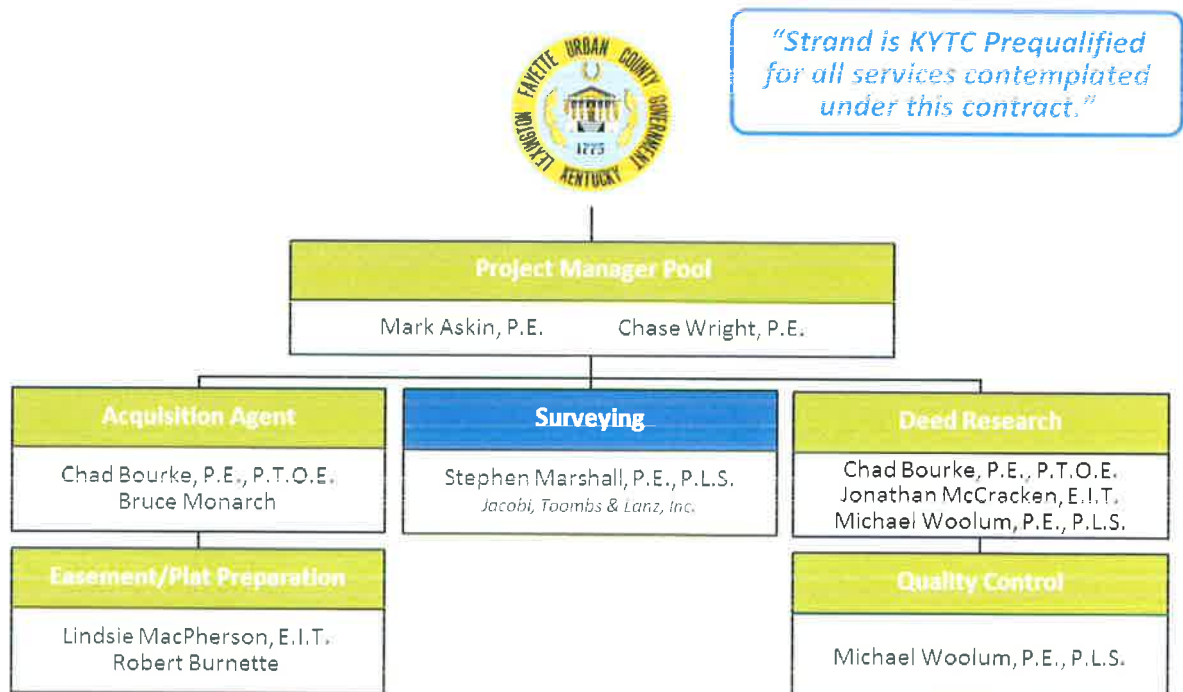 LEXINGTON FAYETTE URBAN COUNTY GOVERNMENT
1775
KENTUCKY
"Strand is KYTC Prequalified
for all services contemplated
under this contract."
Project Manager Pool
Mark Askin, P.E. Chase Wright, P.E.
Acquisition Agent
Chad Bourke, P.E., P.T.O.E.
Bruce Monarch
Surveying
Stephen Marshall, P.E., P.L.S.
Jacobi, Toombs & Lanz, Inc.
Deed Research
Chad Bourke, P.E., P.T.O.E.
Jonathan McCracken, E.I.T.
Michael Woolum, P.E., P.L.S.
Easement/Plat Preparation
Lindsie MacPherson, E.I.T.
Robert Burnette
Quality Control
Michael Woolum, P.E., P.L.S.